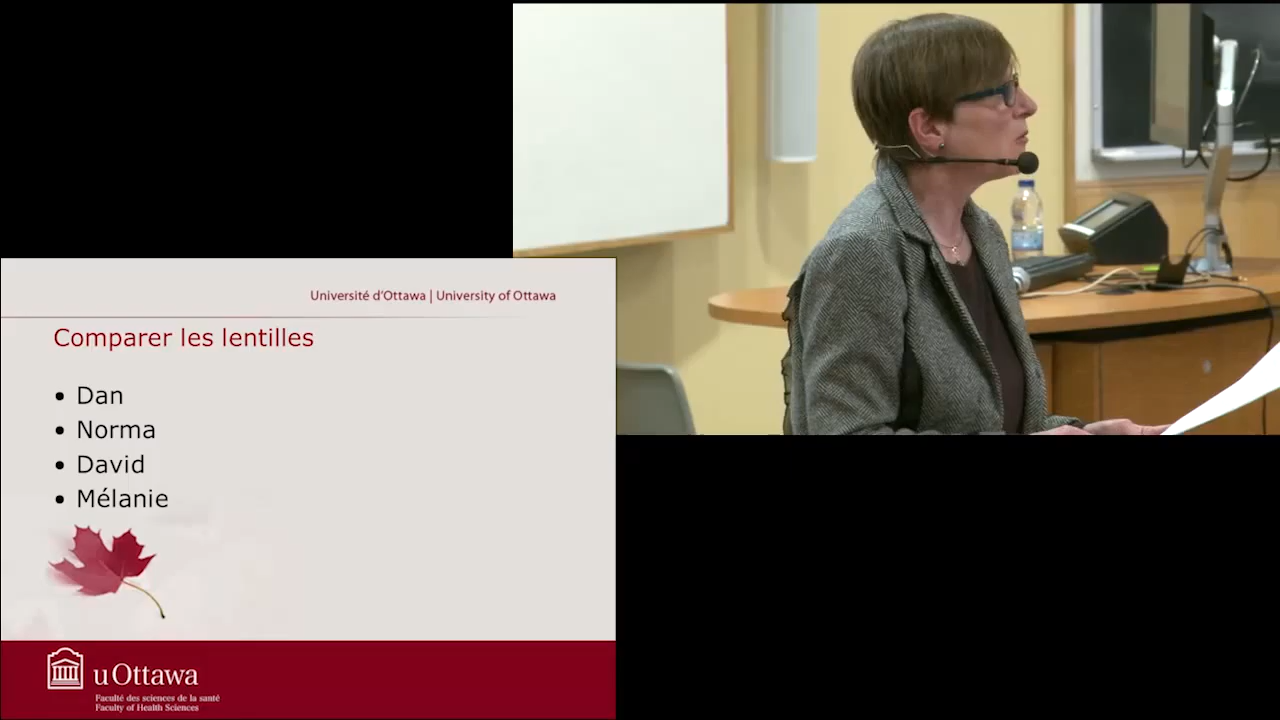 Université d'Ottawa | University of Ottawa
Comparer les lentilles
• Dan
• Norma
• David
• Mélanie
uOttawa
Faculté des sciences de la santé
Faculty of Health Sciences